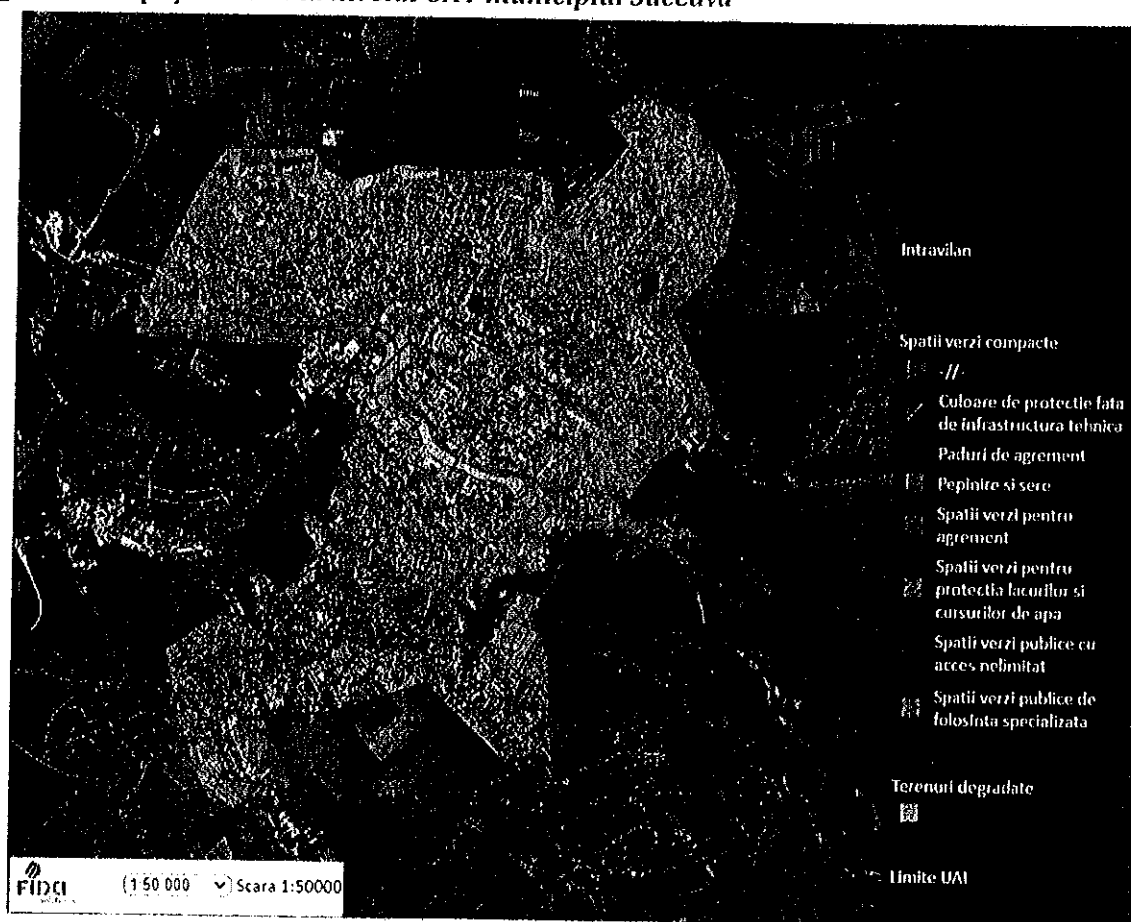 municipiul Suceava
Intravilan
Spatii verzi compacte
-//-
Culoare de protectie fata
de infrastructura tehnica
Paduri de agrement
Pepinire si sere
Spatii verzi pentru
agrement
Spatii verzi pentru
protectia lacurilor si
cursurilor de apa
Spatii verzi publice cu
acces nelimitat
Spatii verzi publice de
folosinta specializata
Terenuri degradate
Limite UAT
1:50 000
Scara 1:50000